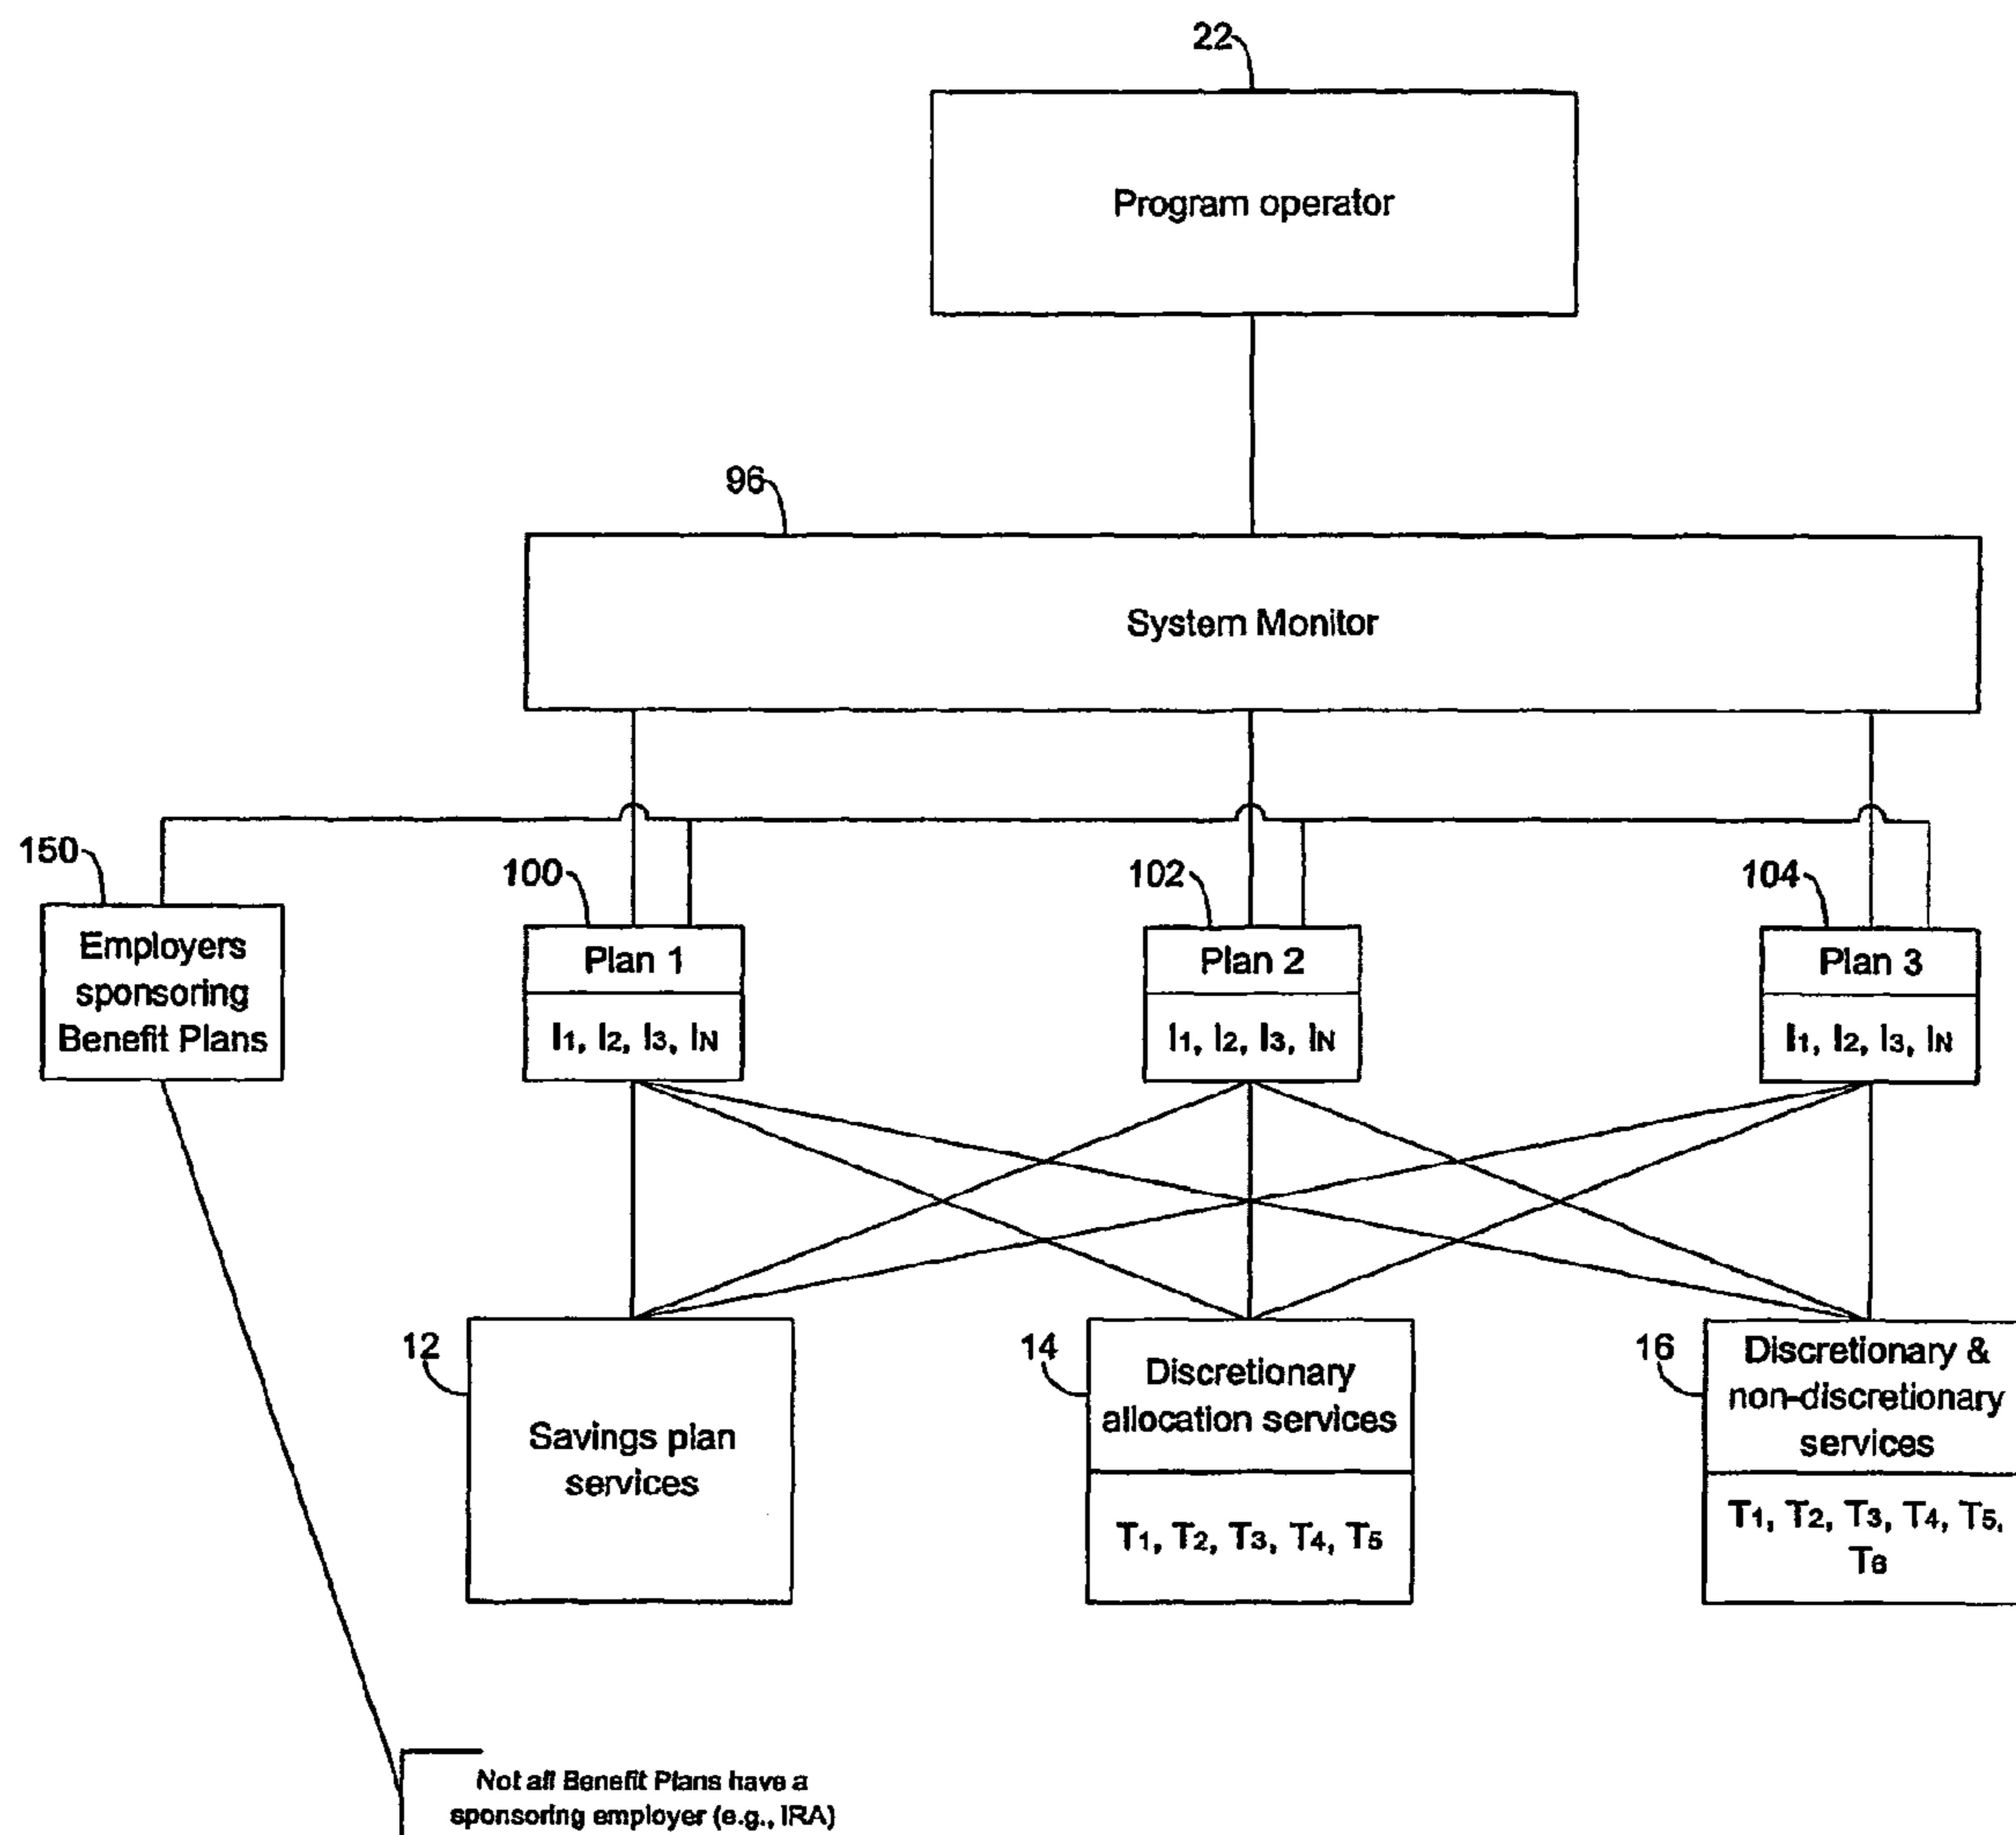 22
Program operator
96
System Monitor
150
100
102
104
Employers
sponsoring
Benefit Plans
Plan 1
I1, I2, I3, IN
Plan 2
I1, I2, I3, IN
Plan 3
I1, I2, I3, IN
12
Savings plan
services
14
Discretionary
allocation services
T1, T2, T3, T4, T5
16
Discretionary &
non-discretionary
services
T1, T2, T3, T4, T5,
T6
Not all Benefit Plans have a
sponsoring employer (e.g., IRA)